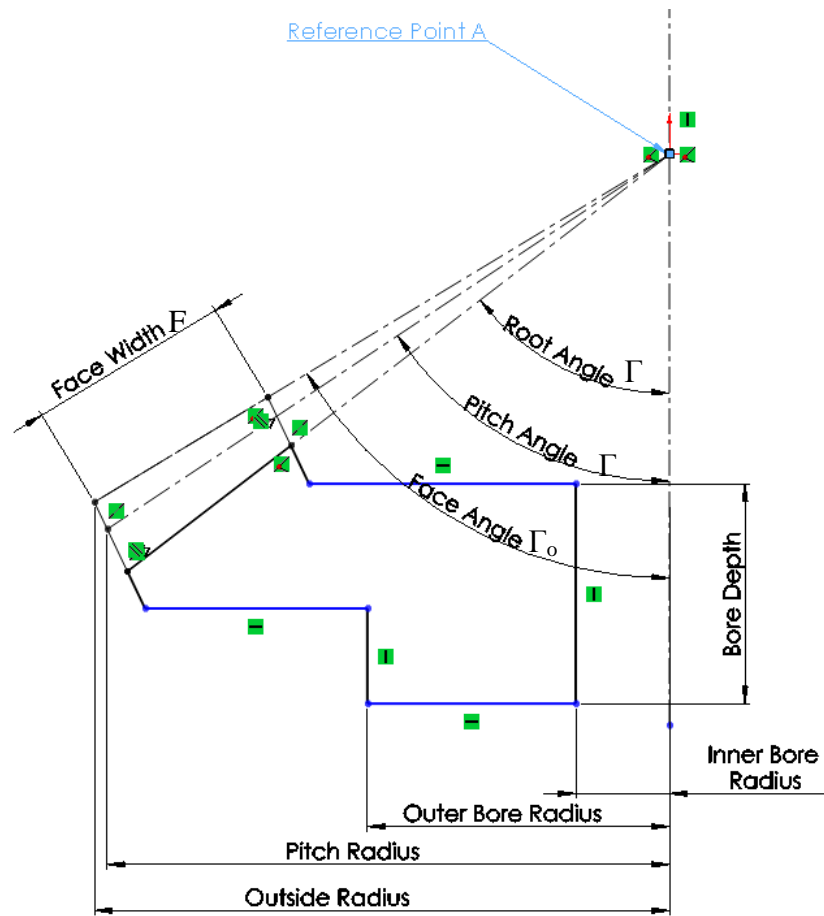 Reference Point A
Face Width F
Root Angle Γ
Pitch Angle Γ
Face Angle Γo
Bore Depth
Inner Bore
Radius
Outer Bore Radius
Pitch Radius
Outside Radius